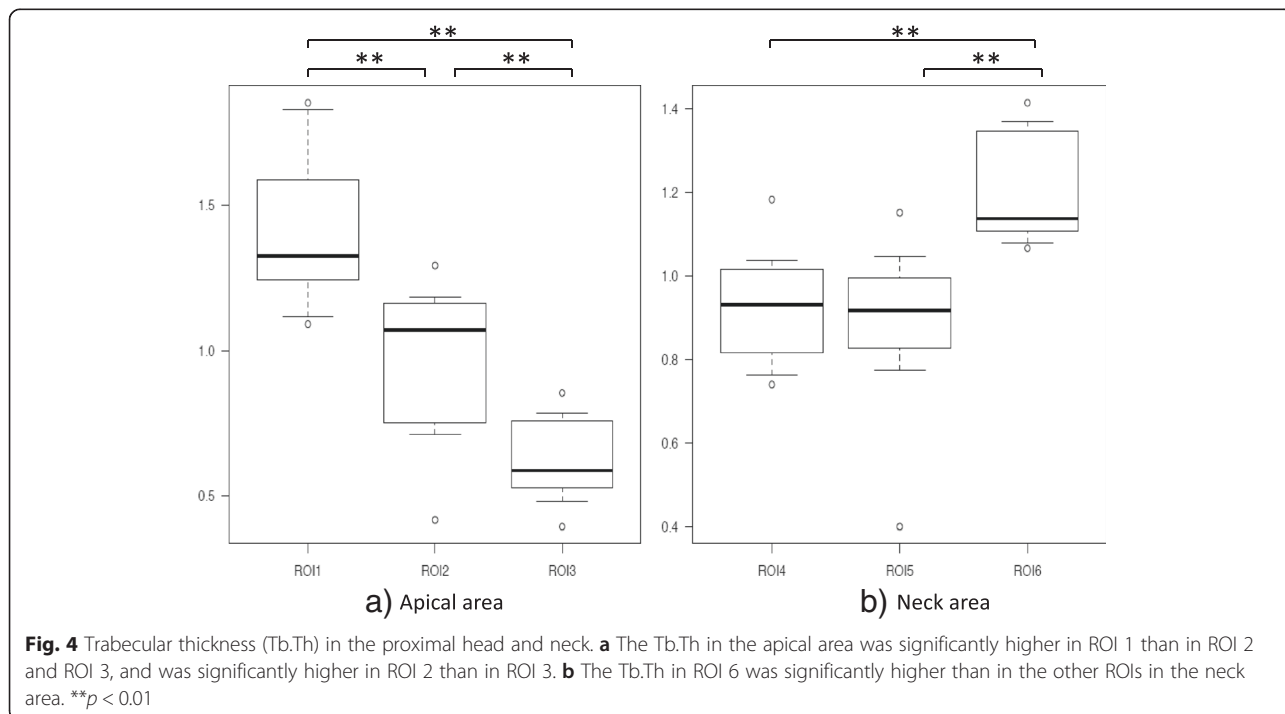 **
** **
**
**
1.5
1.0
0.5
ROI1 ROI2 ROI3
a) Apical area
1.4
1.2
1.0
0.8
0.6
0.4
ROI4 ROI5 ROI6
b) Neck area
Fig. 4 Trabecular thickness (Tb.Th) in the proximal head and neck. a The Tb.Th in the apical area was significantly higher in ROI 1 than in ROI 2
and ROI 3, and was significantly higher in ROI 2 than in ROI 3. b The Tb.Th in ROI 6 was significantly higher than in the other ROIs in the neck
area. **p < 0.01